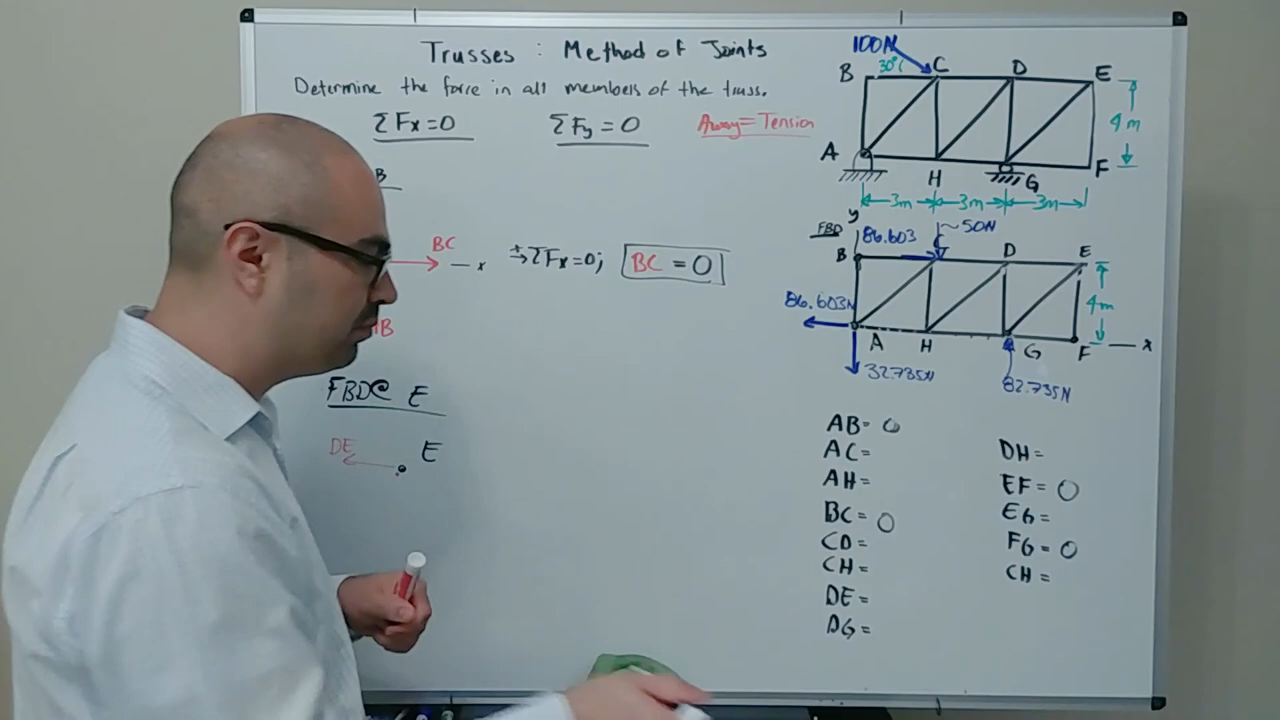 Trusses : Method of Joints
Determine the force in all members of the truss.
ΣFx=0 ΣFy=0 Away=Tension
B
BC
x
→+ ΣFx=0; BC = 0
AB
FBD@ E
DE E
100N
30°
B C D E
4 m
A H G F
3m 3m 3m
y
FBD 86.603 50N
B C D E
86.603N
4m
A H G F x
32.735N 82.735N
AB= 0
AC=
AH=
BC= 0
CD=
CH=
DE=
DG=
DH=
EF= 0
EG=
FG= 0
CH=